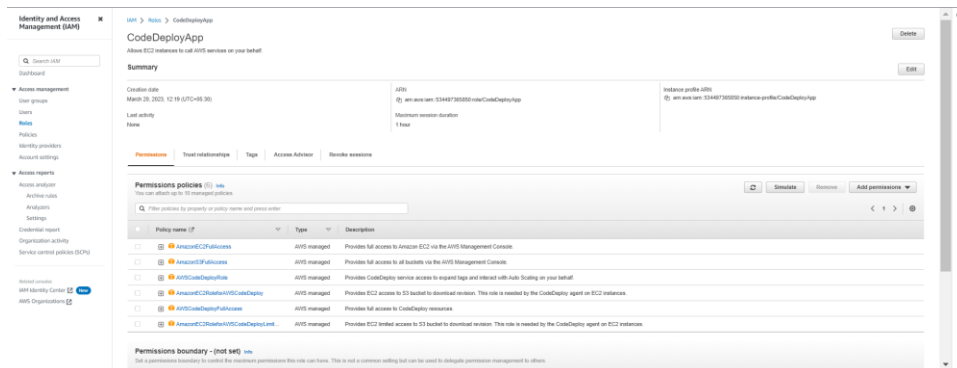 Identity and Access Management (IAM)
Search IAM
Dashboard
Access management
User groups
Users
Roles
Policies
Identity providers
Account settings
Access reports
Access analyzer
Archive rules
Analyzers
Settings
Credential report
Organization activity
Service control policies (SCPs)
Related consoles
IAM Identity Center New
AWS Organizations
IAM > Roles > CodeDeployApp
CodeDeployApp
Delete
Allows EC2 instances to call AWS services on your behalf.
Summary
Edit
Creation date
March 20, 2023, 12:19 (UTC+05:30)
Last activity
None
ARN
Maximum session duration
1 hour
Instance profile ARN
Permissions Trust relationships Tags Access Advisor Revoke sessions
Permissions policies (6) Info
You can attach up to 10 managed policies.
Simulate Remove Add permissions
Filter policies by property or policy name and press enter.
1
Policy name Type Description
AmazonEC2FullAccess AWS managed Provides full access to Amazon EC2 via the AWS Management Console.
AmazonS3FullAccess AWS managed Provides full access to all buckets via the AWS Management Console.
AWSCodeDeployRole AWS managed Provides CodeDeploy service access to expand tags and interact with Auto Scaling on your behalf.
AmazonEC2RoleforAWSCodeDeploy AWS managed Provides EC2 access to S3 bucket to download revision. This role is needed by the CodeDeploy agent on EC2 instances.
AWSCodeDeployFullAccess AWS managed Provides full access to CodeDeploy resources.
AmazonEC2RoleforAWSCodeDeployLimit... AWS managed Provides EC2 limited access to S3 bucket to download revision. This role is needed by the CodeDeploy agent on EC2 instances.
Permissions boundary - (not set) Info
Set a permissions boundary to control the maximum permissions this role can have. This is not a common setting but can be used to delegate permission management to others.